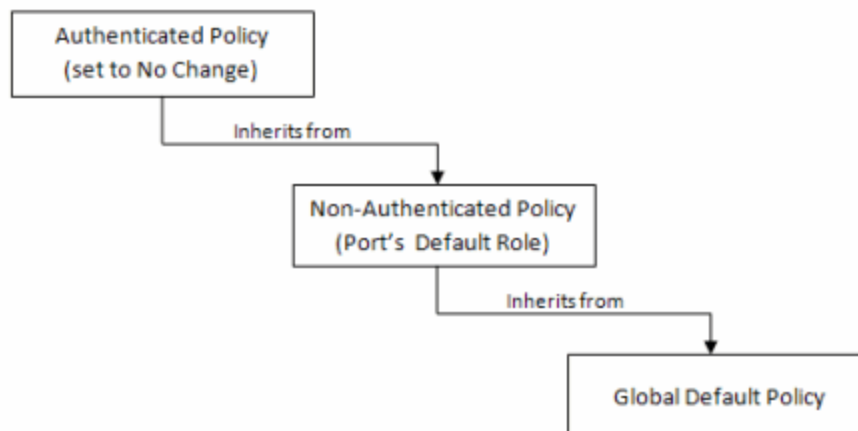 Authenticated Policy
(set to No Change)
Inherits from
Non-Authenticated Policy
(Port's Default Role)
Inherits from
Global Default Policy